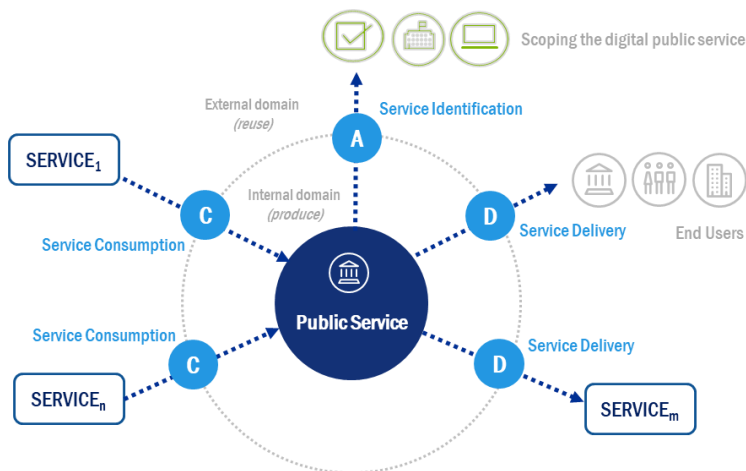 Scoping the digital public service
External domain
(reuse)
Service Identification
A
SERVICE1
Internal domain
(produce)
C
D
Service Consumption
Service Delivery
End Users
Public Service
Service Consumption
Service Delivery
C
D
SERVICEn
SERVICEm